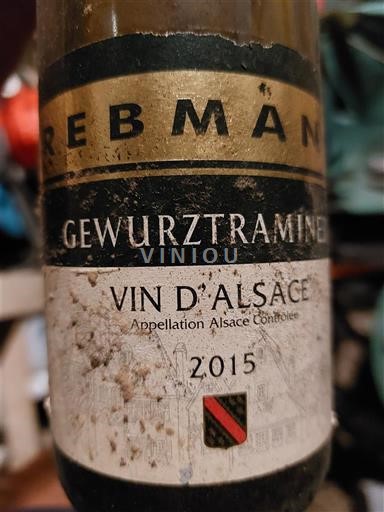 REBMAN
GEWURZTRAMINE
VINIOU
VIN D'ALSACE
Appellation Alsace Contrôlée
2015